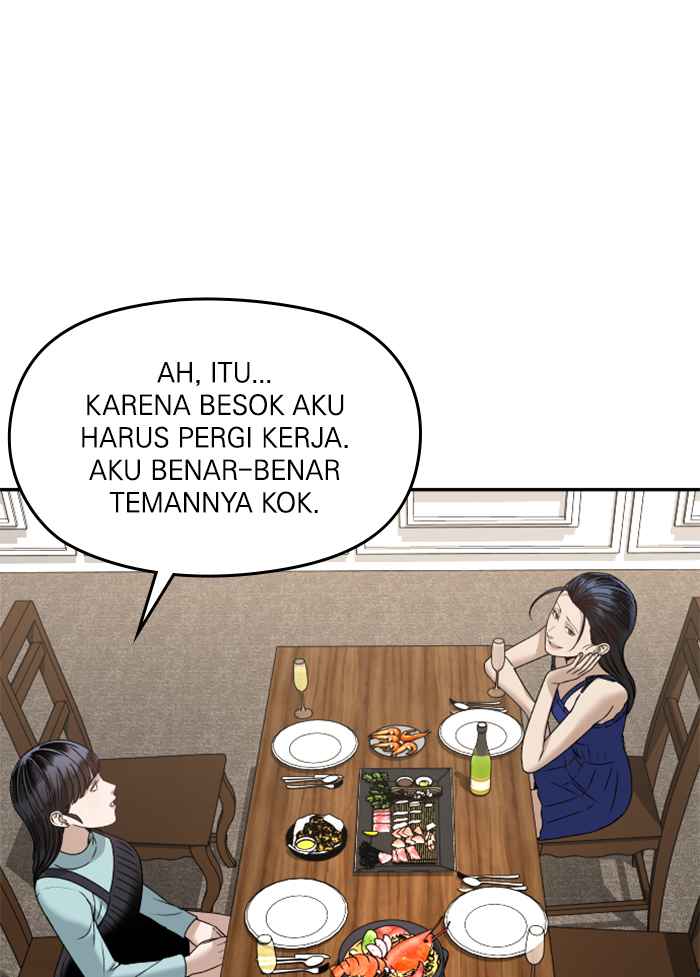 AH, ITU...
KARENA BESOK AKU
HARUS PERGI KERJA.
AKU BENAR-BENAR
TEMANNYA KOK.